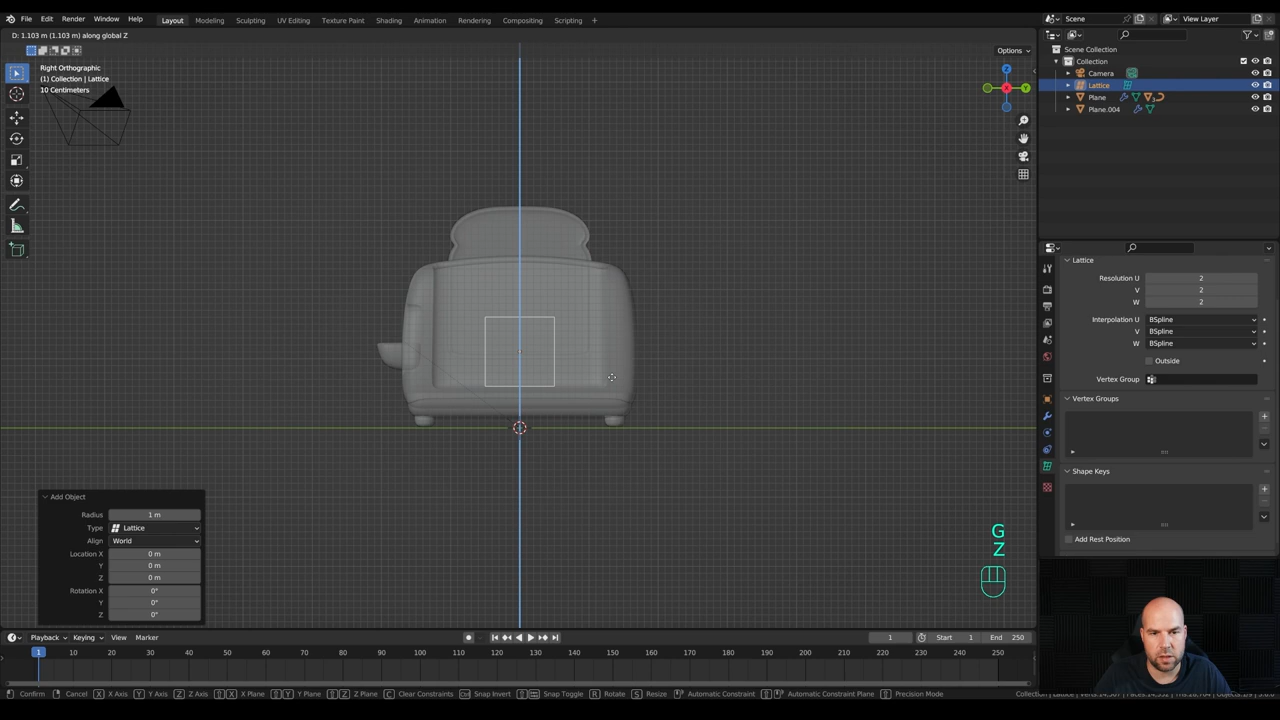 File Edit Render Window Help Layout Modeling Sculpting UV Editing Texture Paint Shading Animation Rendering Compositing Scripting + Scene View Layer
D: 1.103 m (1.103 m) along global Z
Options
Right Orthographic
(1) Collection | Lattice
10 Centimeters
Z
X
Y
G
Z
Add Object
Radius 1 m
Type Lattice
Align World
Location X 0 m
Y 0 m
Z 0 m
Rotation X 0°
Y 0°
Z 0°
Scene Collection
Collection
Camera
Lattice
Plane 3
Plane.004
Lattice
Resolution U 2
V 2
W 2
Interpolation U BSpline
V BSpline
W BSpline
Outside
Vertex Group
Vertex Groups
Shape Keys
Add Rest Position
Playback Keying View Marker 1 Start 1 End 250
1 10 20 30 40 50 60 70 80 90 100 110 120 130 140 150 160 170 180 190 200 210 220 230 240 250
Confirm Cancel X X Axis Y Y Axis Z Z Axis X X Plane Y Y Plane Z Z Plane C Clear Constraints Snap Invert Snap Toggle R Rotate S Resize Automatic Constraint Automatic Constraint Plane Precision Mode